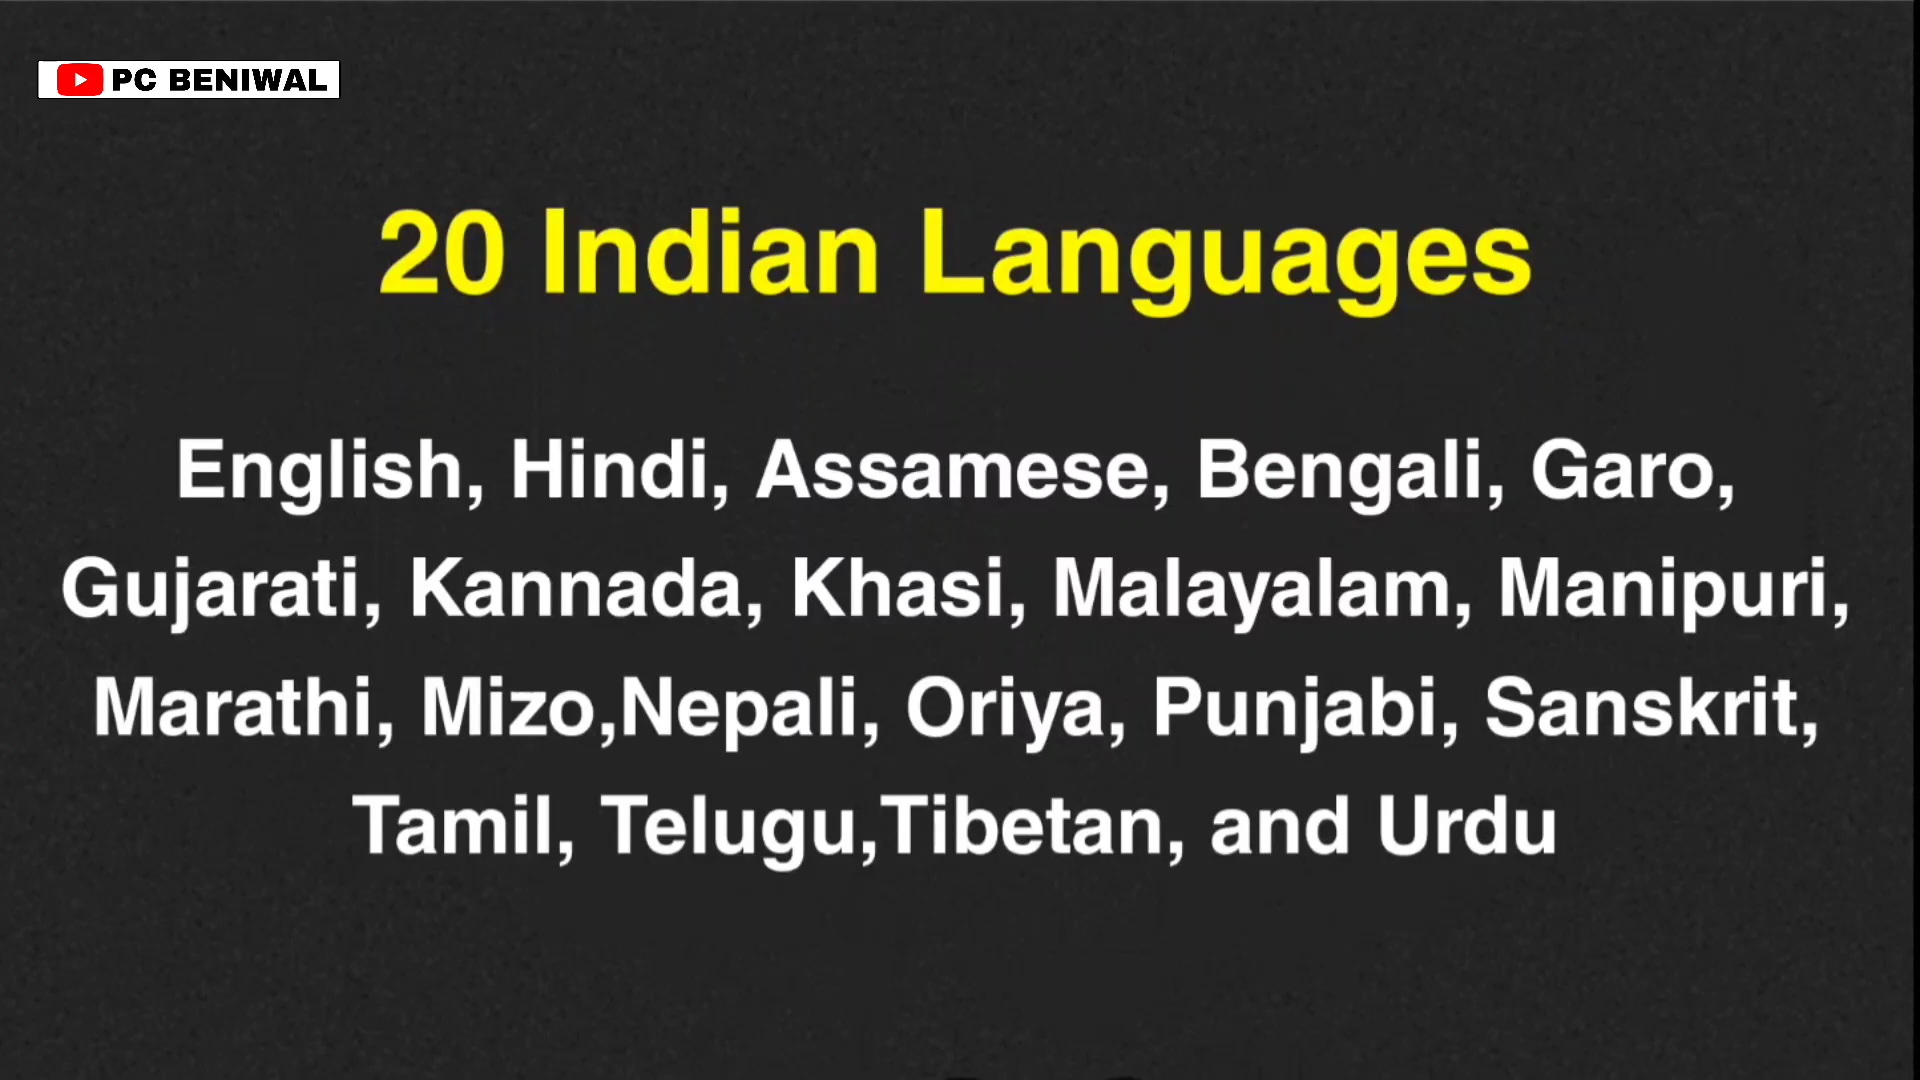 PC BENIWAL
20 Indian Languages
English, Hindi, Assamese, Bengali, Garo,
Gujarati, Kannada, Khasi, Malayalam, Manipuri,
Marathi, Mizo,Nepali, Oriya, Punjabi, Sanskrit,
Tamil, Telugu,Tibetan, and Urdu